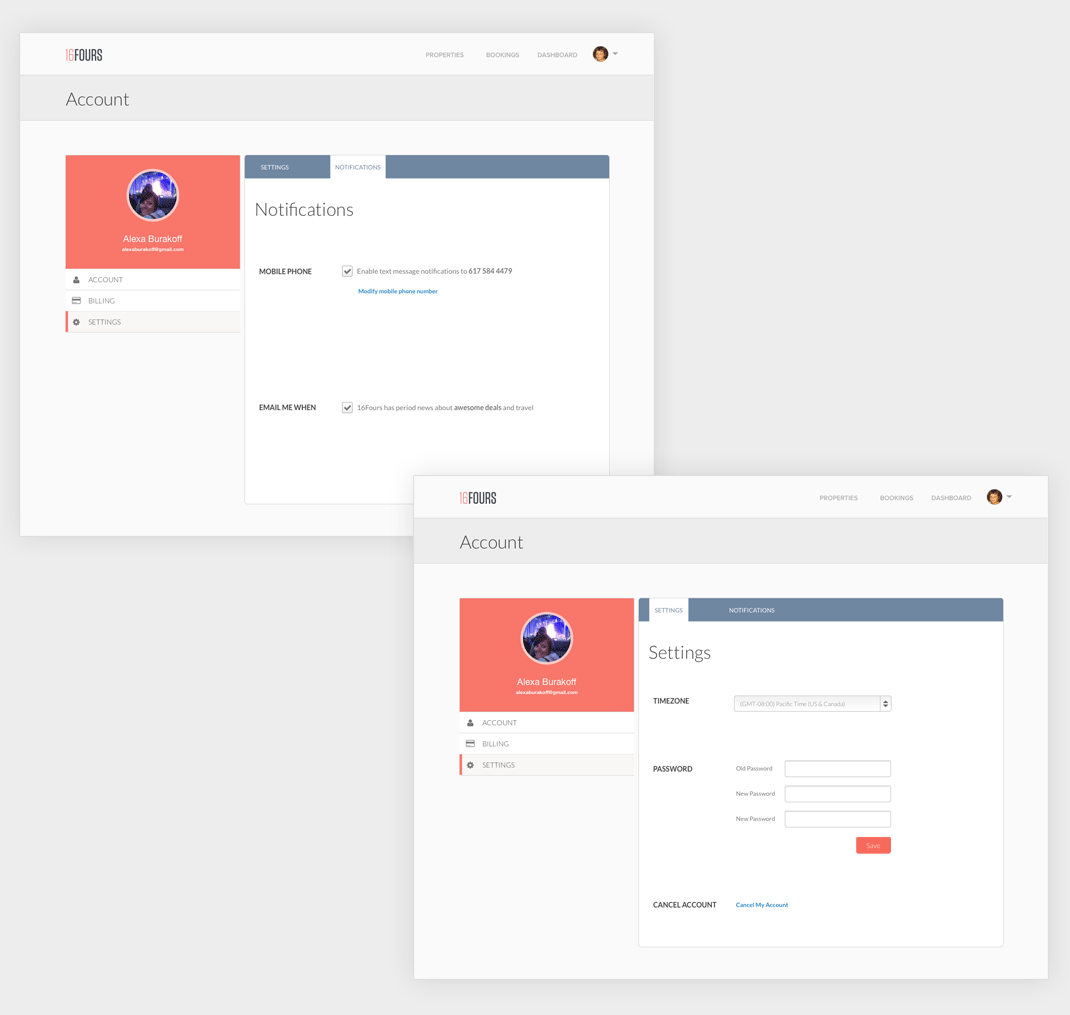 16FOURS
PROPERTIES BOOKINGS DASHBOARD
Account
Alexa Burakoff
alexaburakoff@gmail.com
ACCOUNT
BILLING
SETTINGS
SETTINGS NOTIFICATIONS
Notifications
MOBILE PHONE Enable text message notifications to 617 584 4479
Modify mobile phone number
EMAIL ME WHEN 16Fours has period news about awesome deals and travel
16FOURS
PROPERTIES BOOKINGS DASHBOARD
Account
Alexa Burakoff
alexaburakoff@gmail.com
ACCOUNT
BILLING
SETTINGS
SETTINGS NOTIFICATIONS
Settings
TIMEZONE (GMT-08:00) Pacific Time (US & Canada)
PASSWORD Old Password
New Password
New Password
Save
CANCEL ACCOUNT Cancel My Account